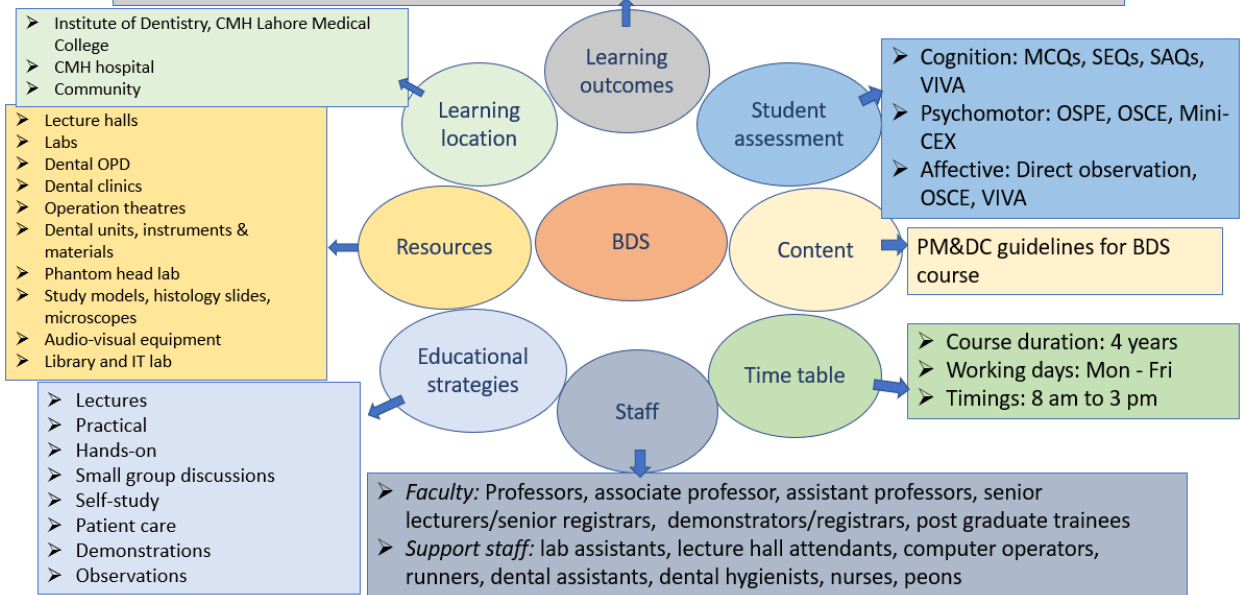 ➢ Institute of Dentistry, CMH Lahore Medical
College
➢ CMH hospital
➢ Community
Learning
outcomes
Learning
location
Student
assessment
➢ Cognition: MCQs, SEQs, SAQs,
VIVA
➢ Psychomotor: OSPE, OSCE, Mini-
CEX
➢ Affective: Direct observation,
OSCE, VIVA
➢ Lecture halls
➢ Labs
➢ Dental OPD
➢ Dental clinics
➢ Operation theatres
➢ Dental units, instruments &
materials
➢ Phantom head lab
➢ Study models, histology slides,
microscopes
➢ Audio-visual equipment
➢ Library and IT lab
Resources
BDS
Content
PM&DC guidelines for BDS
course
Educational
strategies
Staff
Time table
➢ Course duration: 4 years
➢ Working days: Mon - Fri
➢ Timings: 8 am to 3 pm
➢ Lectures
➢ Practical
➢ Hands-on
➢ Small group discussions
➢ Self-study
➢ Patient care
➢ Demonstrations
➢ Observations
➢ Faculty: Professors, associate professor, assistant professors, senior
lecturers/senior registrars, demonstrators/registrars, post graduate trainees
➢ Support staff: lab assistants, lecture hall attendants, computer operators,
runners, dental assistants, dental hygienists, nurses, peons